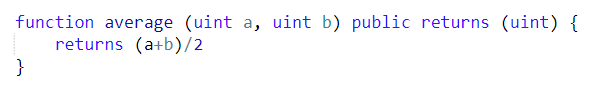 function average (uint a, uint b) public returns (uint) {
    returns (a+b)/2
}